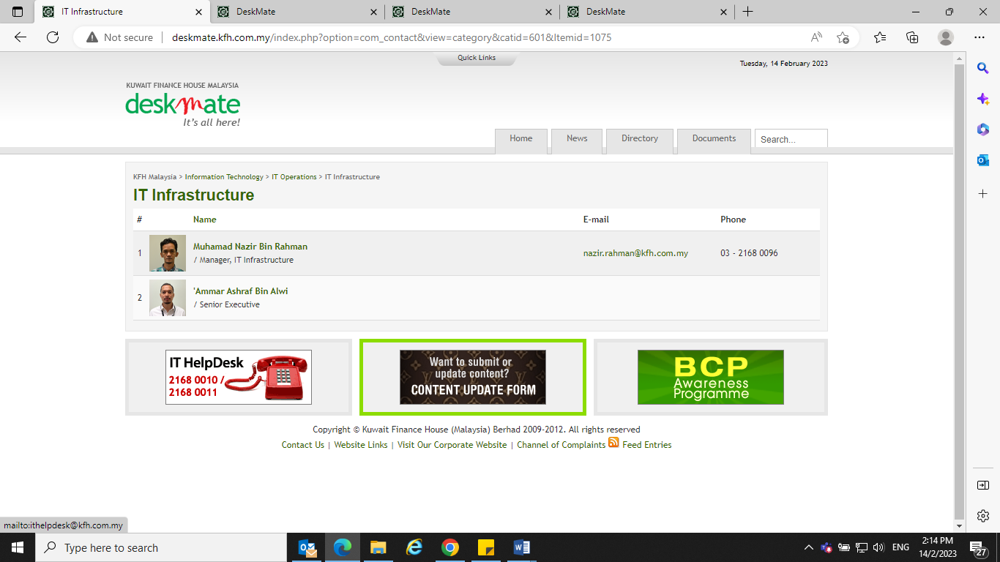 IT Infrastructure
DeskMate
DeskMate
DeskMate
Not secure
deskmate.kfh.com.my/index.php?option=com_contact&view=category&catid=601&Itemid=1075
Quick Links
Tuesday, 14 February 2023
KUWAIT FINANCE HOUSE MALAYSIA
deskmate
It's all here!
Home
News
Directory
Documents
Search...
KFH Malaysia > Information Technology > IT Operations > IT Infrastructure
IT Infrastructure
# Name E-mail Phone
1 Muhamad Nazir Bin Rahman nazir.rahman@kfh.com.my 03 - 2168 0096
/ Manager, IT Infrastructure
2 'Ammar Ashraf Bin Alwi
/ Senior Executive
IT HelpDesk
2168 0010 /
2168 0011
Want to submit or
update content?
CONTENT UPDATE FORM
BCP
Awareness
Programme
Copyright © Kuwait Finance House (Malaysia) Berhad 2009-2012. All rights reserved
Contact Us | Website Links | Visit Our Corporate Website | Channel of Complaints Feed Entries
mailto:ithelpdesk@kfh.com.my
Type here to search
ENG
2:14 PM
14/2/2023
27